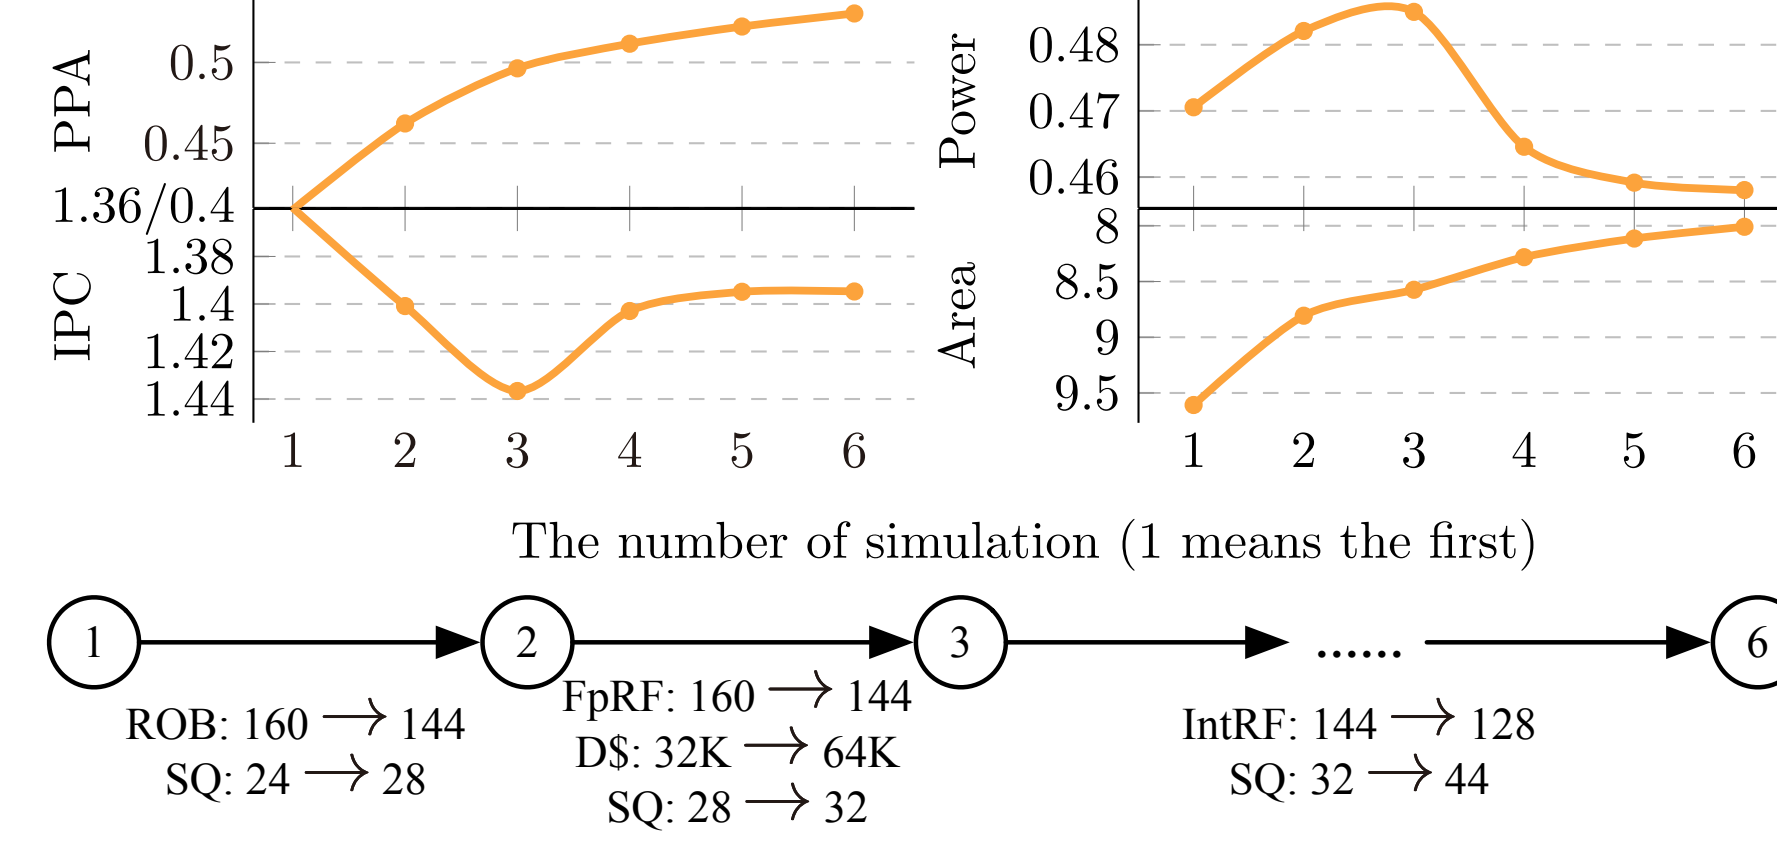 PPA
0.5
0.45
1.36/0.4
IPC
1.38
1.4
1.42
1.44
1 2 3 4 5 6
Power
0.48
0.47
0.46
Area
8
8.5
9
9.5
1 2 3 4 5 6
The number of simulation (1 means the first)
1 2 3 ...... 6
ROB: 160 → 144
SQ: 24 → 28
FpRF: 160 → 144
D$: 32K → 64K
SQ: 28 → 32
IntRF: 144 → 128
SQ: 32 → 44